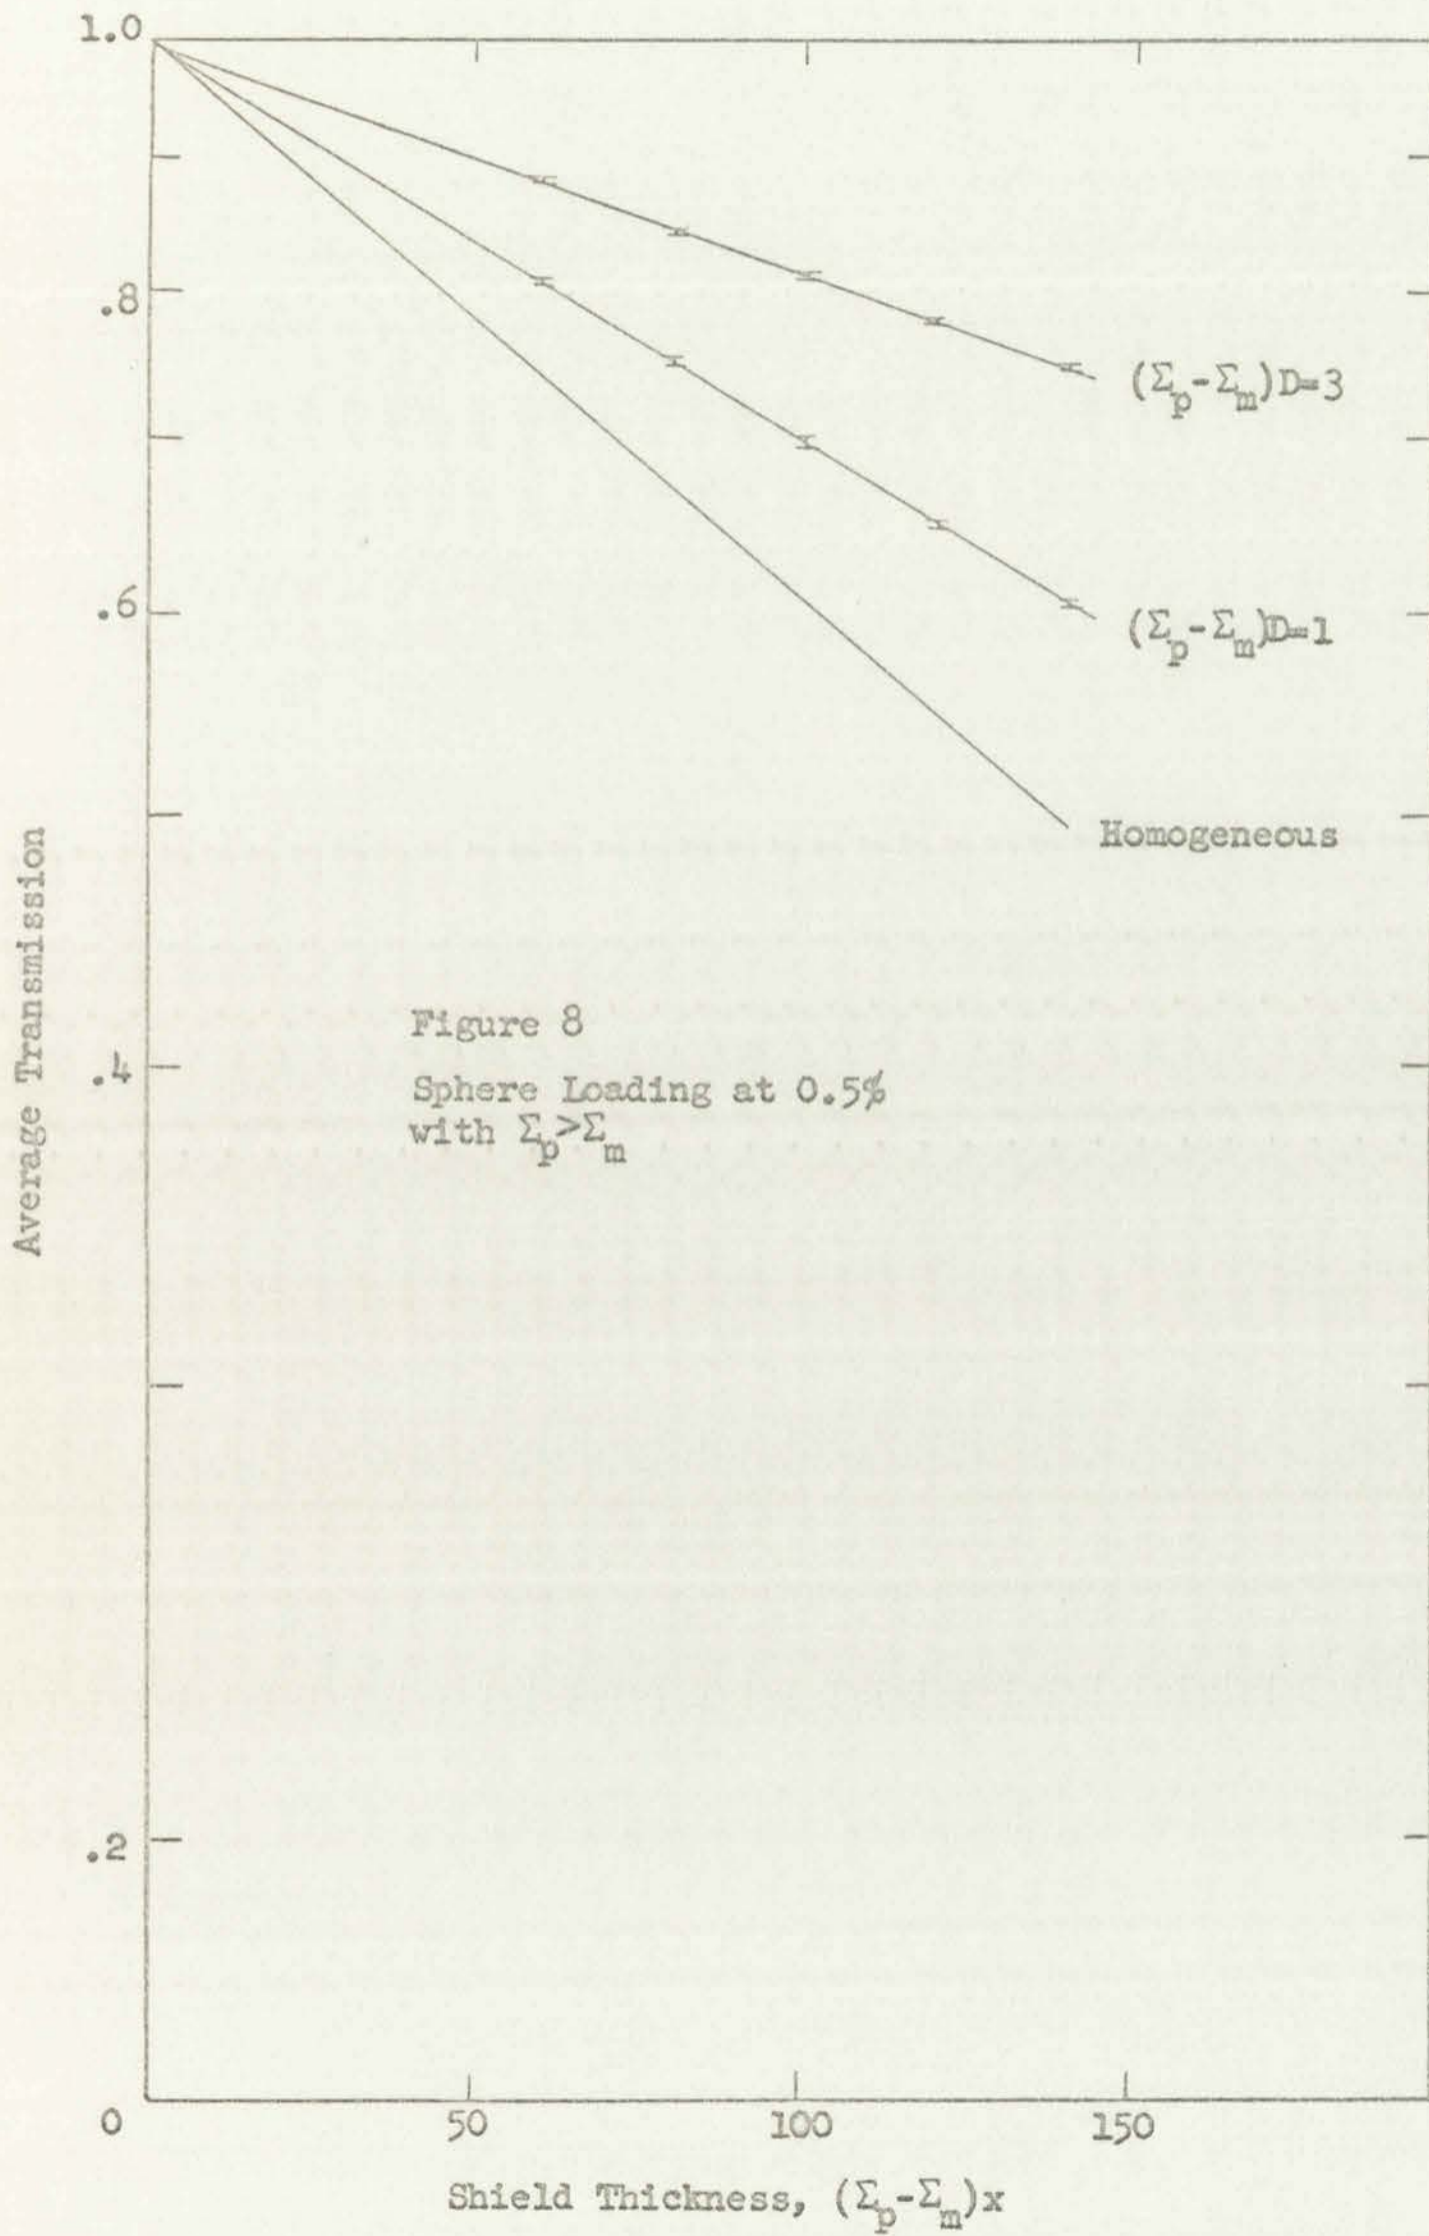 1.0
.8
(Σp-Σm)D=3
.6
(Σp-Σm)D=1
Homogeneous
Average Transmission
Figure 8
.4
Sphere Loading at 0.5%
with Σp>Σm
.2
0
50
100
150
Shield Thickness, (Σp-Σm)x